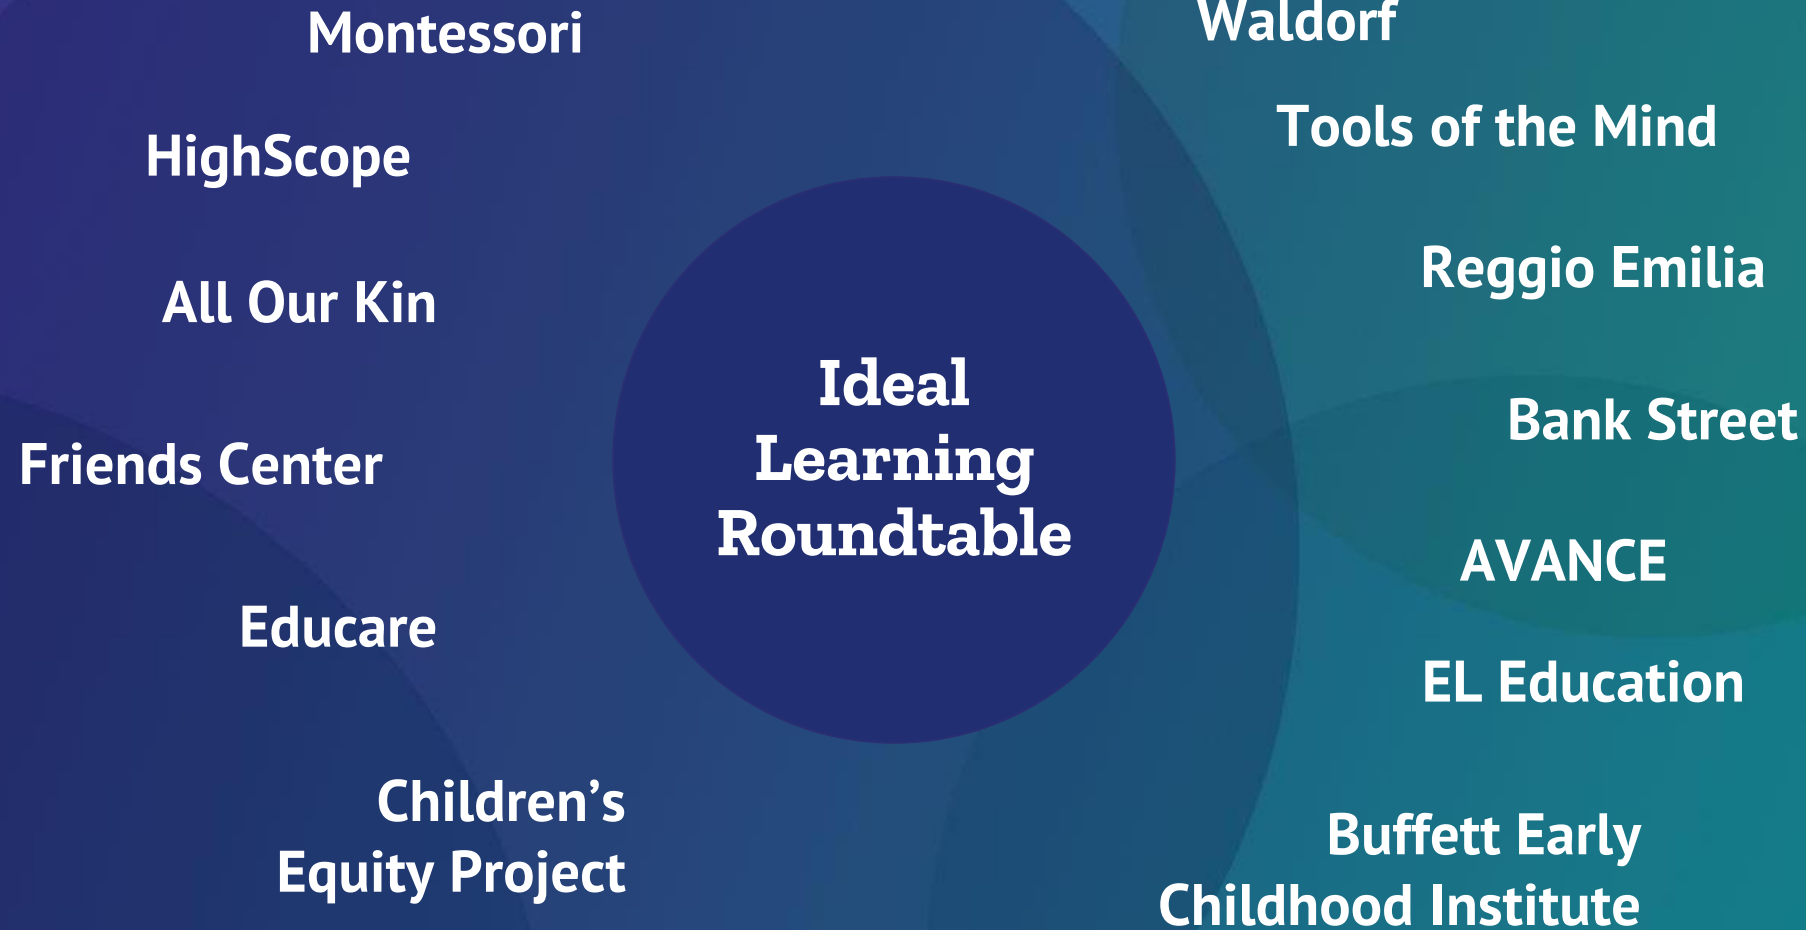 Montessori
HighScope
All Our Kin
Friends Center
Educare
Children’s
Equity Project
Ideal
Learning
Roundtable
Waldorf
Tools of the Mind
Reggio Emilia
Bank Street
AVANCE
EL Education
Buffett Early
Childhood Institute